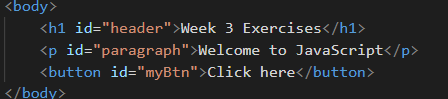 <body>
<h1 id="header">Week 3 Exercises</h1>
<p id="paragraph">Welcome to JavaScript</p>
<button id="myBtn">Click here</button>
</body>